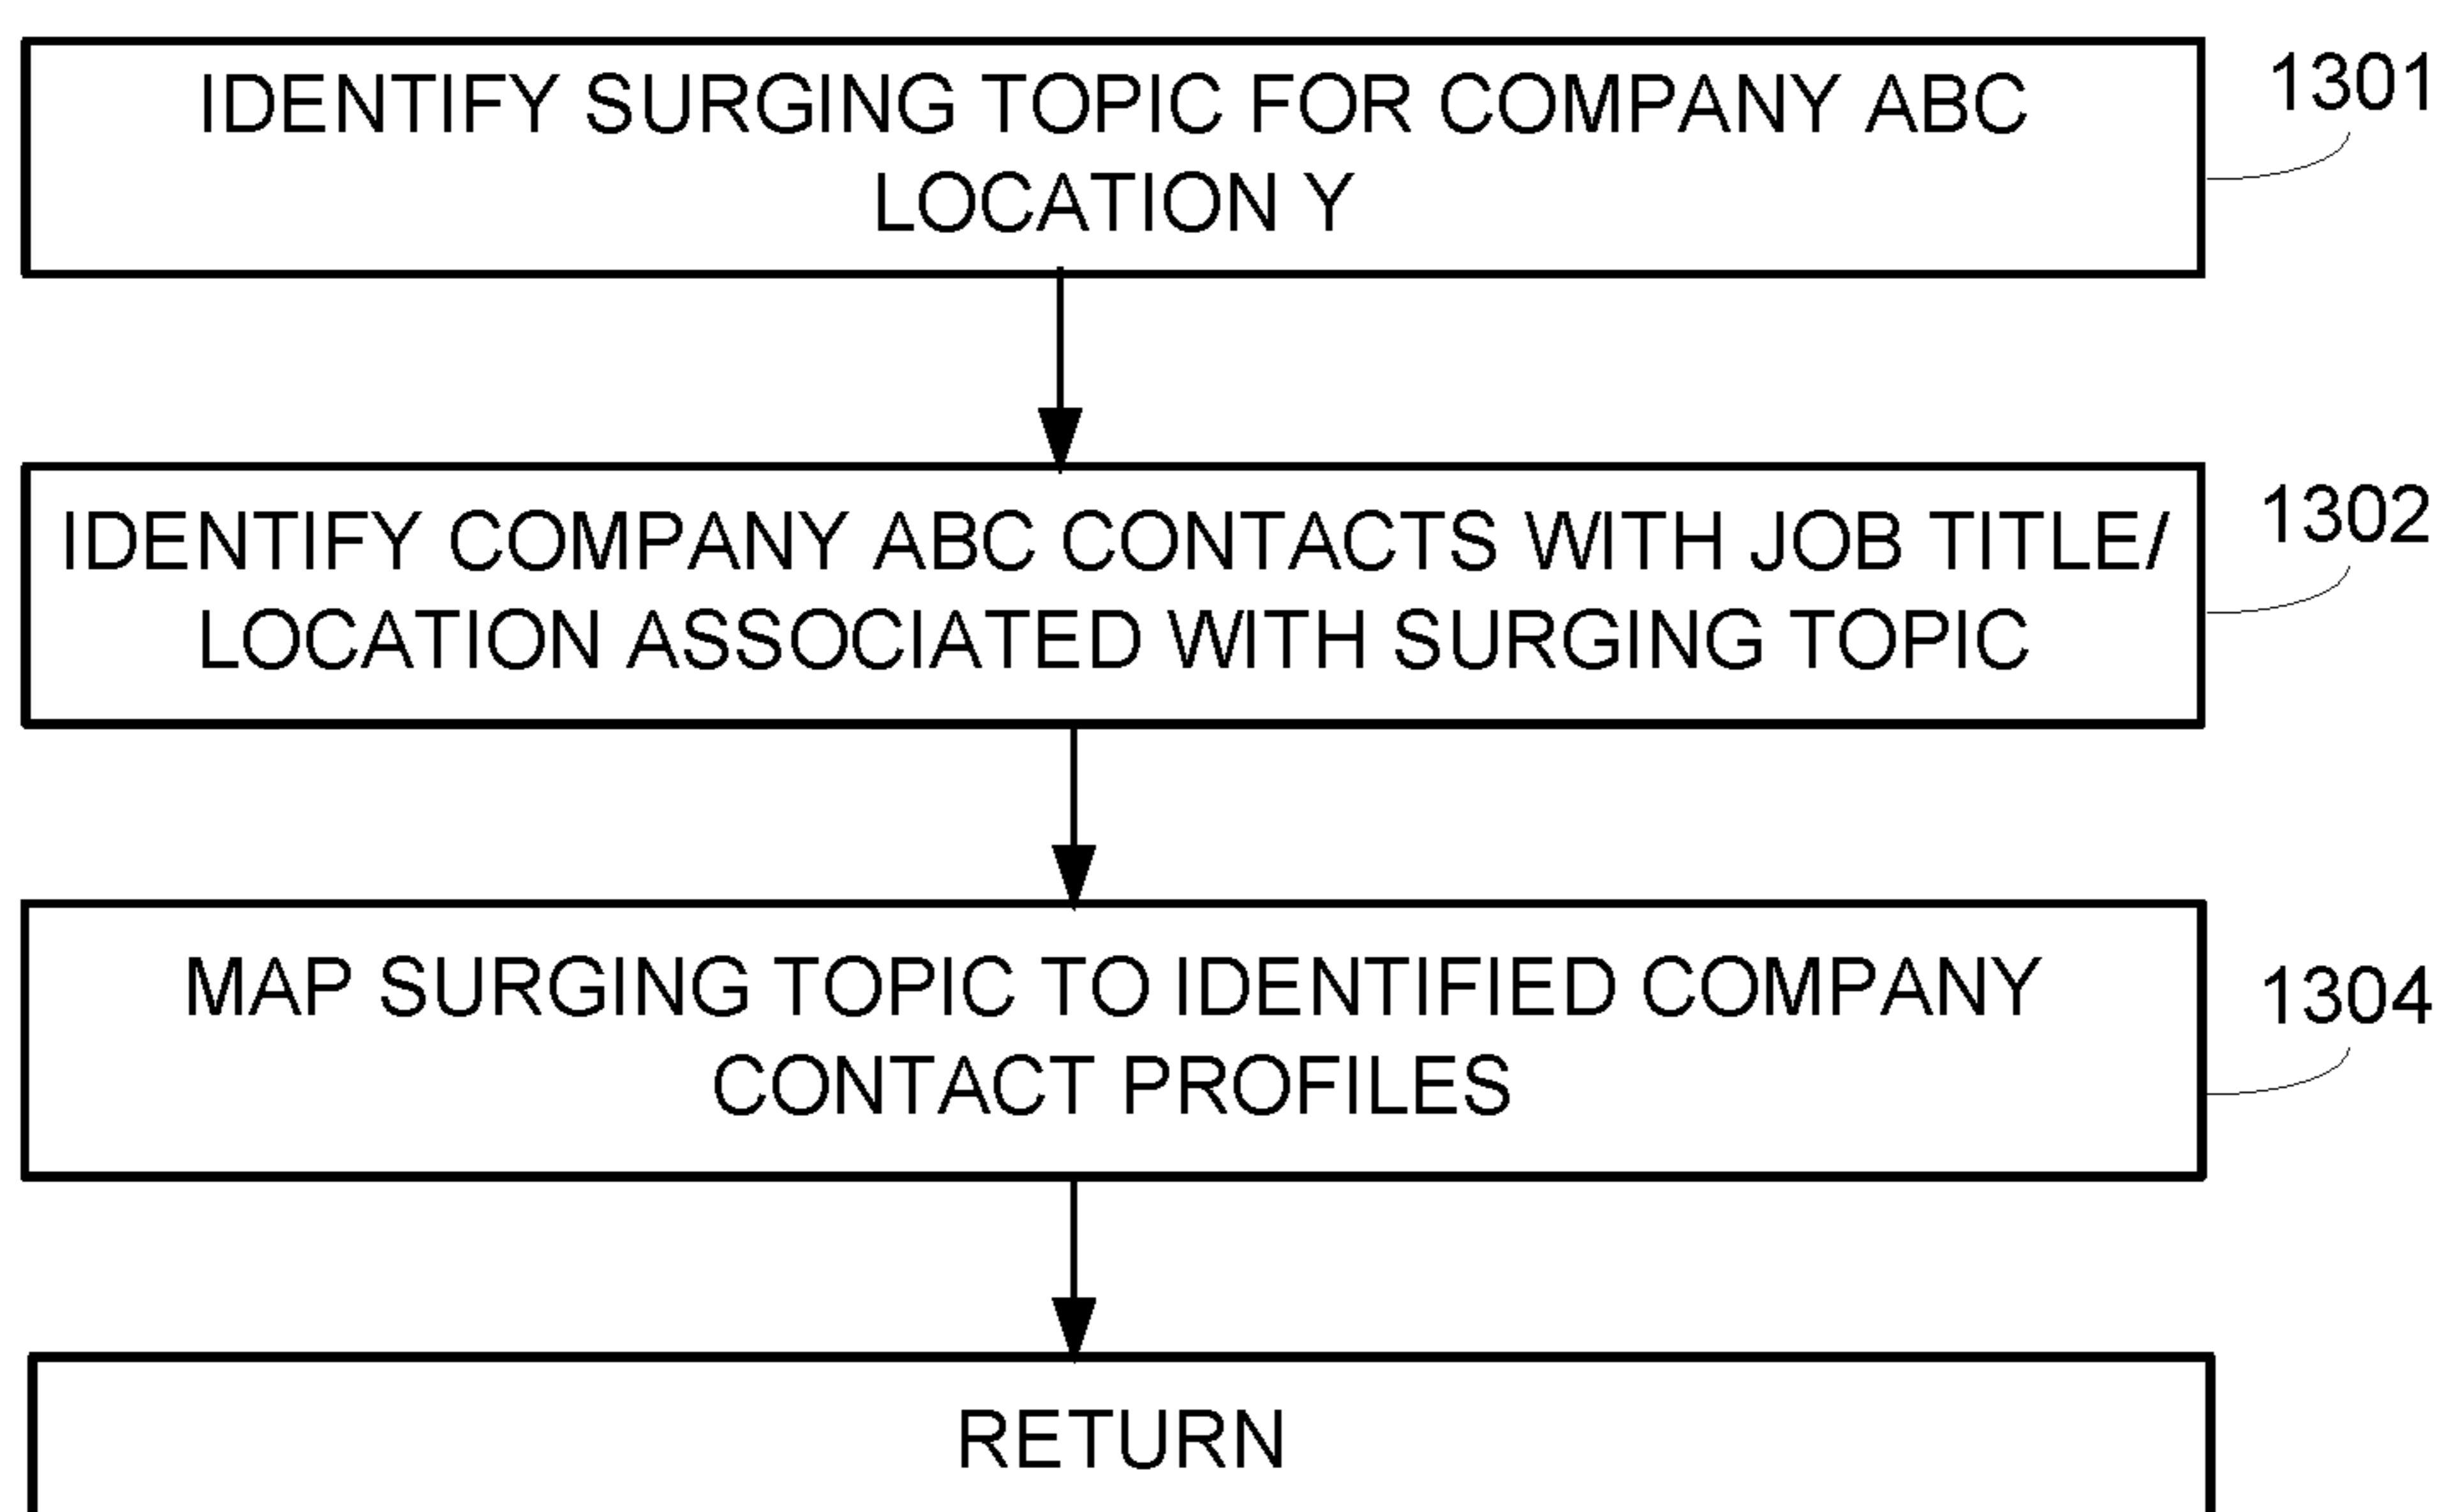 IDENTIFY SURGING TOPIC FOR COMPANY ABC
LOCATION Y
1301
IDENTIFY COMPANY ABC CONTACTS WITH JOB TITLE/
LOCATION ASSOCIATED WITH SURGING TOPIC
1302
MAP SURGING TOPIC TO IDENTIFIED COMPANY
CONTACT PROFILES
1304
RETURN